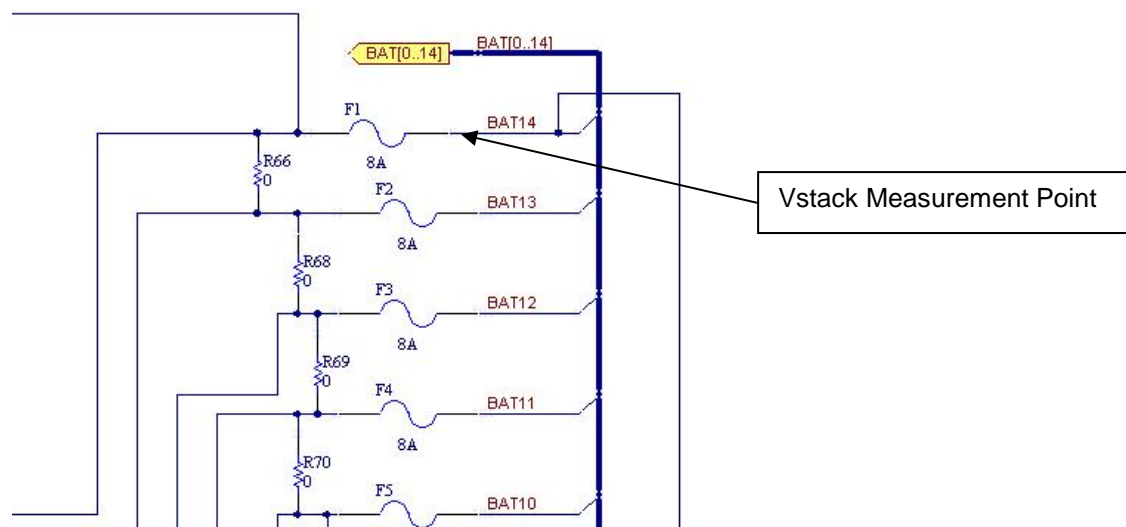 BAT[0..14]
BAT[0..14]
F1
BAT14
8A
R66
0
Vstack Measurement Point
F2
BAT13
8A
R68
0
F3
BAT12
8A
R69
0
F4
BAT11
8A
R70
0
F5
BAT10